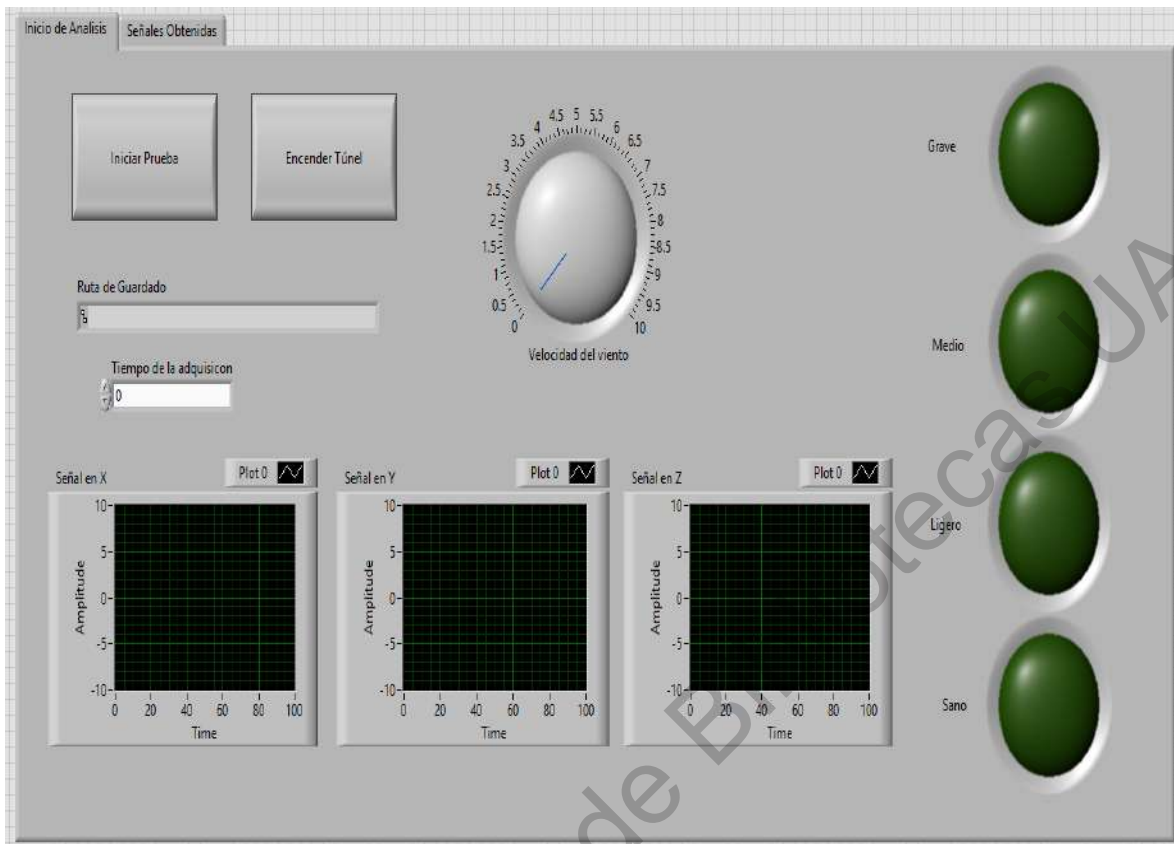 Inicio de Analisis
Señales Obtenidas
Iniciar Prueba
Encender Túnel
0
0.5
1
1.5
2
2.5
3
3.5
4
4.5
5
5.5
6
6.5
7
7.5
8
8.5
9
9.5
10
Velocidad del viento
Ruta de Guardado
Tiempo de la adquisicon
0
Grave
Medio
Ligero
Sano
Señal en X
Plot 0
Amplitude
10
5
0
-5
-10
0 20 40 60 80 100
Time
Señal en Y
Plot 0
Amplitude
10
5
0
-5
-10
0 20 40 60 80 100
Time
Señal en Z
Plot 0
Amplitude
10
5
0
-5
-10
0 20 40 60 80 100
Time
de Bibliotecas UA